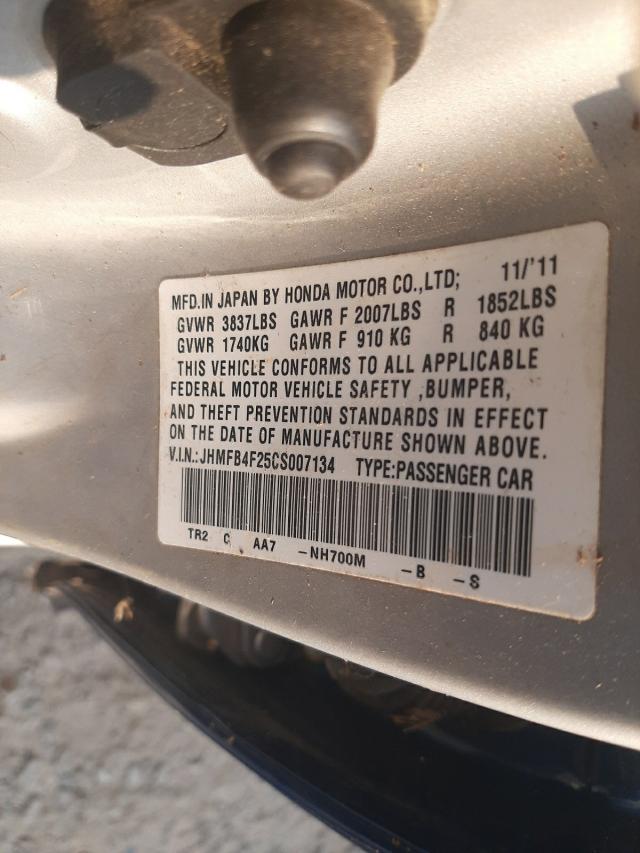 MFD.IN JAPAN BY HONDA MOTOR CO.,LTD; 11/'11
GVWR 3837LBS GAWR F 2007LBS R 1852LBS
GVWR 1740KG GAWR F 910 KG R 840 KG
THIS VEHICLE CONFORMS TO ALL APPLICABLE
FEDERAL MOTOR VEHICLE SAFETY ,BUMPER,
AND THEFT PREVENTION STANDARDS IN EFFECT
ON THE DATE OF MANUFACTURE SHOWN ABOVE.
V.I.N.:JHMFB4F25CS007134 TYPE:PASSENGER CAR
TR2 C AA7 -NH700M -B -S